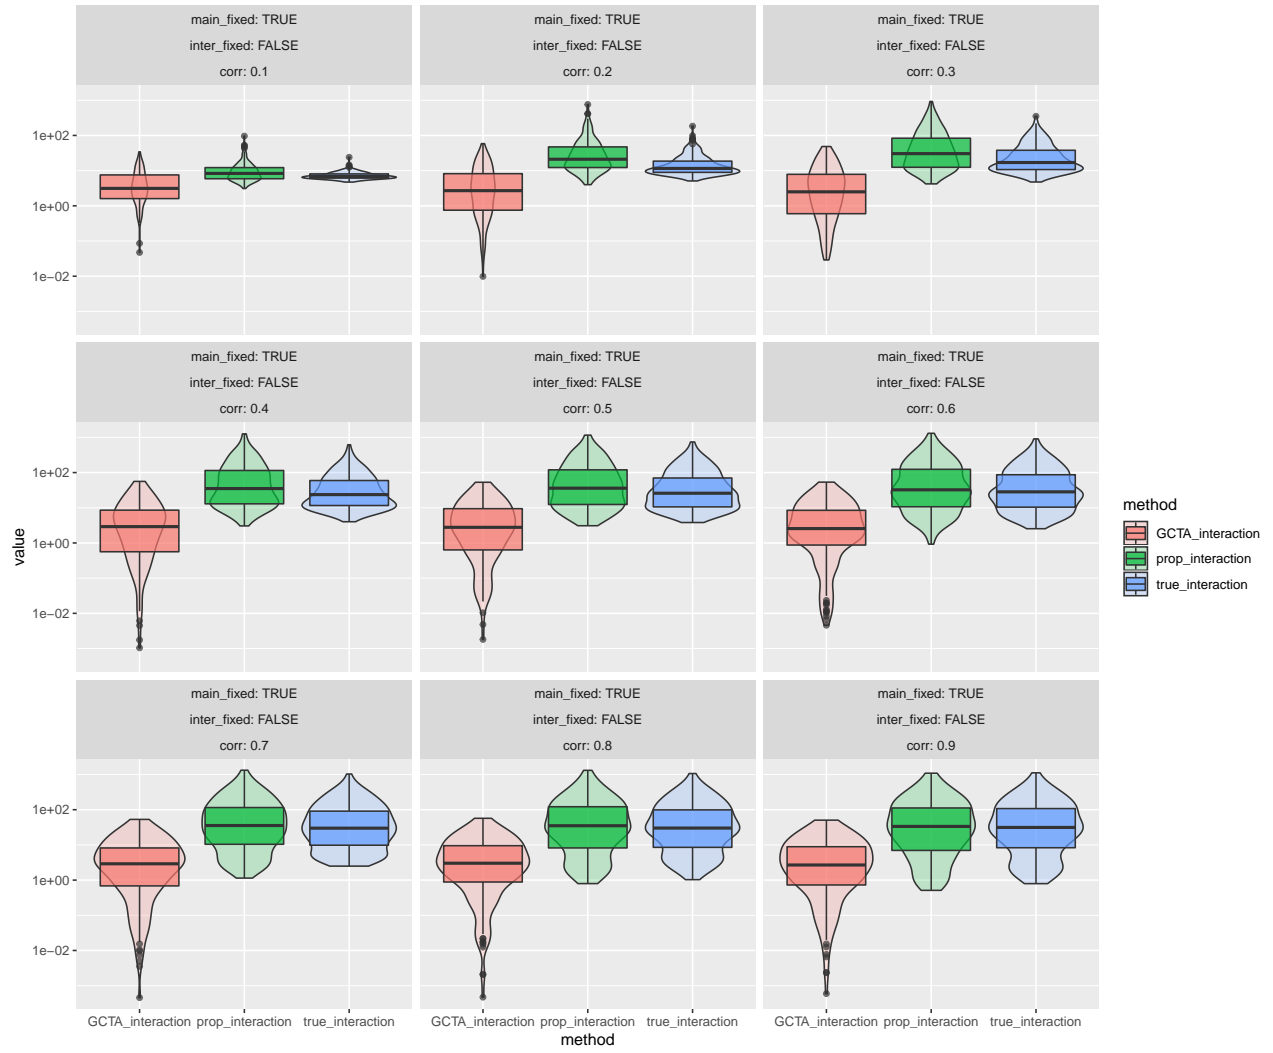 main_fixed: TRUE
inter_fixed: FALSE
corr: 0.1
main_fixed: TRUE
inter_fixed: FALSE
corr: 0.2
main_fixed: TRUE
inter_fixed: FALSE
corr: 0.3
1e+02
1e+00
1e−02
main_fixed: TRUE
inter_fixed: FALSE
corr: 0.4
main_fixed: TRUE
inter_fixed: FALSE
corr: 0.5
main_fixed: TRUE
inter_fixed: FALSE
corr: 0.6
1e+02
1e+00
1e−02
value
main_fixed: TRUE
inter_fixed: FALSE
corr: 0.7
main_fixed: TRUE
inter_fixed: FALSE
corr: 0.8
main_fixed: TRUE
inter_fixed: FALSE
corr: 0.9
1e+02
1e+00
1e−02
GCTA_interaction prop_interaction true_interaction
GCTA_interaction prop_interaction true_interaction
GCTA_interaction prop_interaction true_interaction
method
method
GCTA_interaction
prop_interaction
true_interaction